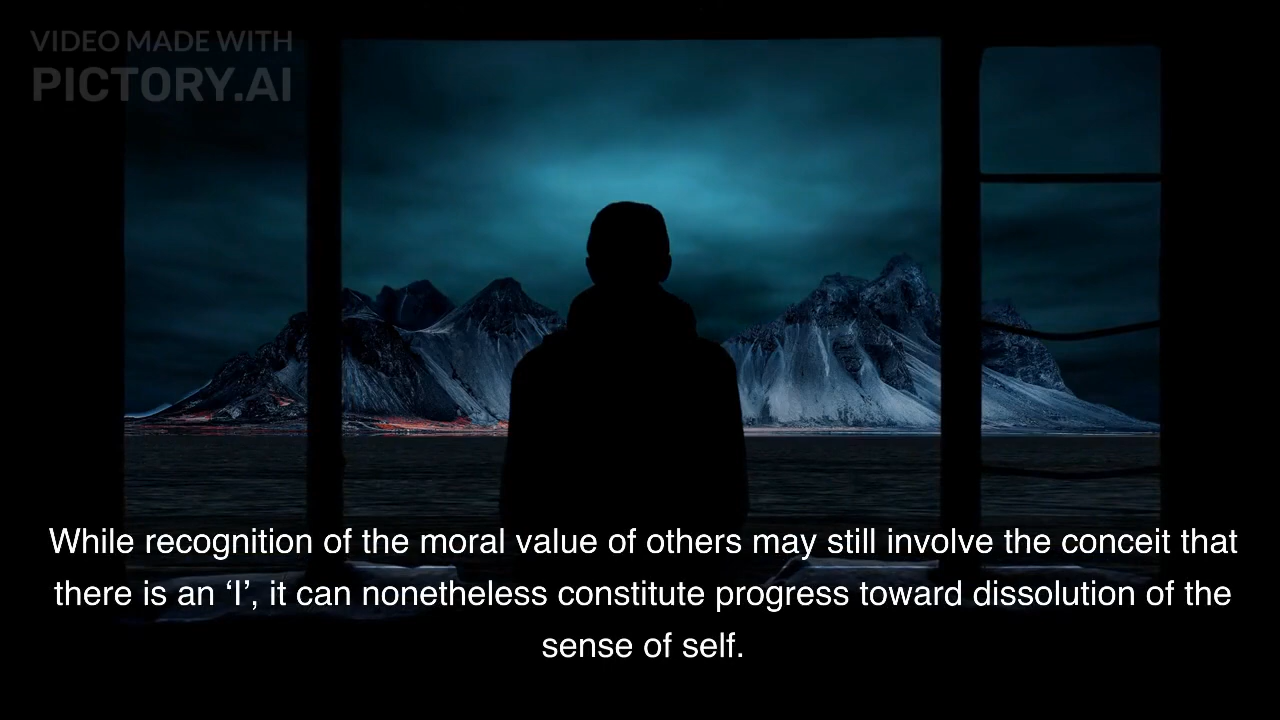 VIDEO MADE WITH
PICTORY.AI
While recognition of the moral value of others may still involve the conceit that
there is an ‘I’, it can nonetheless constitute progress toward dissolution of the
sense of self.